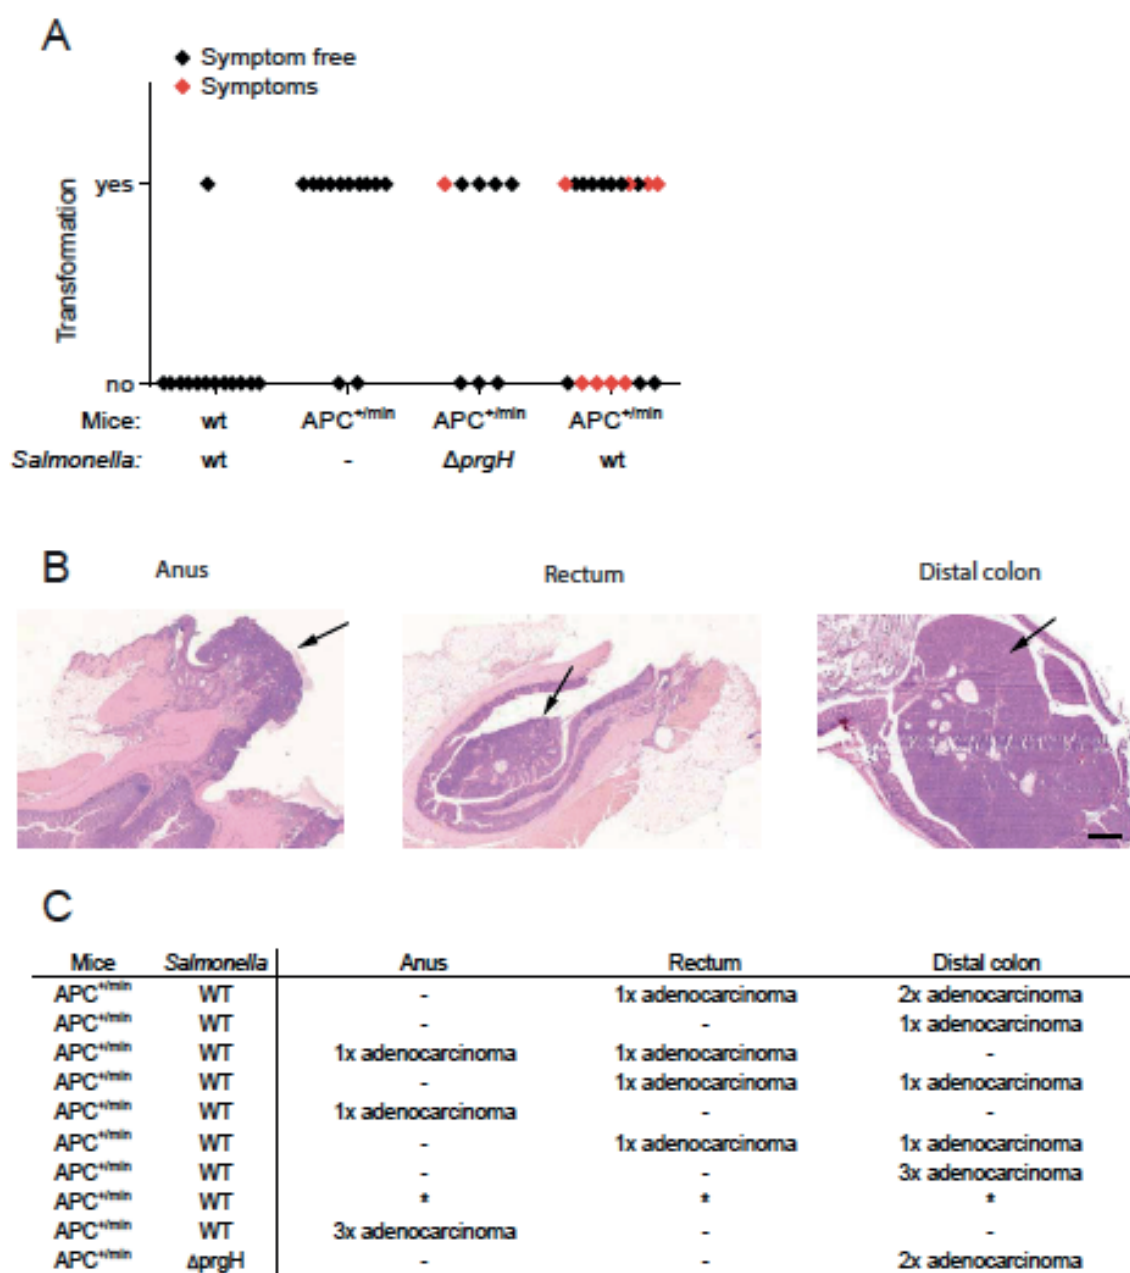 A
Symptom free
Symptoms
Transformation
yes
no
Mice: wt APC+/min APC+/min APC+/min
Salmonella: wt - ΔprgH wt
B
Anus Rectum Distal colon
C
Mice Salmonella Anus Rectum Distal colon
APC+/min WT - 1x adenocarcinoma 2x adenocarcinoma
APC+/min WT - - 1x adenocarcinoma
APC+/min WT 1x adenocarcinoma 1x adenocarcinoma -
APC+/min WT - 1x adenocarcinoma 1x adenocarcinoma
APC+/min WT 1x adenocarcinoma - -
APC+/min WT - 1x adenocarcinoma 1x adenocarcinoma
APC+/min WT - - 3x adenocarcinoma
APC+/min WT * * *
APC+/min WT 3x adenocarcinoma - -
APC+/min ΔprgH - - 2x adenocarcinoma